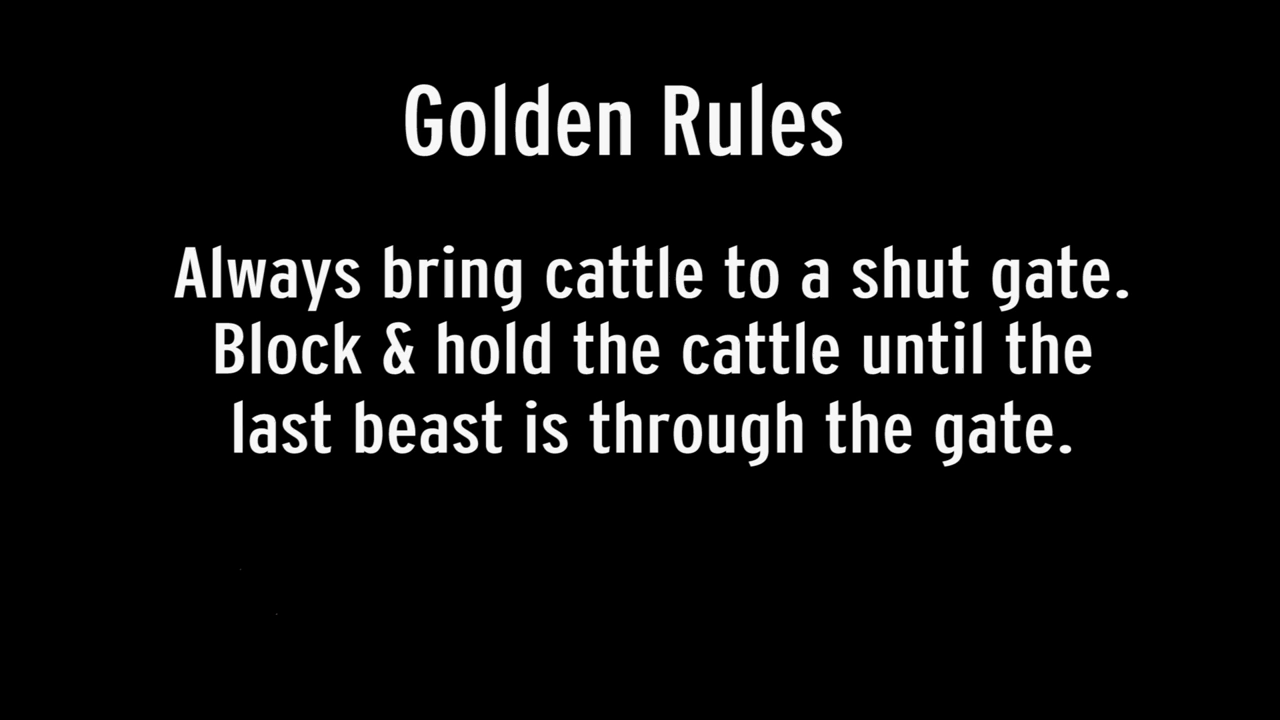 Golden Rules
Always bring cattle to a shut gate.
Block & hold the cattle until the
last beast is through the gate.